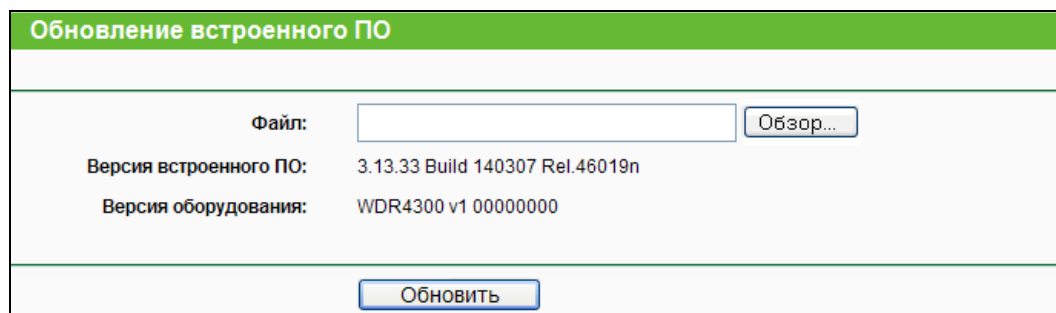 Обновление встроенного ПО
Файл:
Обзор...
Версия встроенного ПО: 3.13.33 Build 140307 Rel.46019n
Версия оборудования: WDR4300 v1 00000000
Обновить